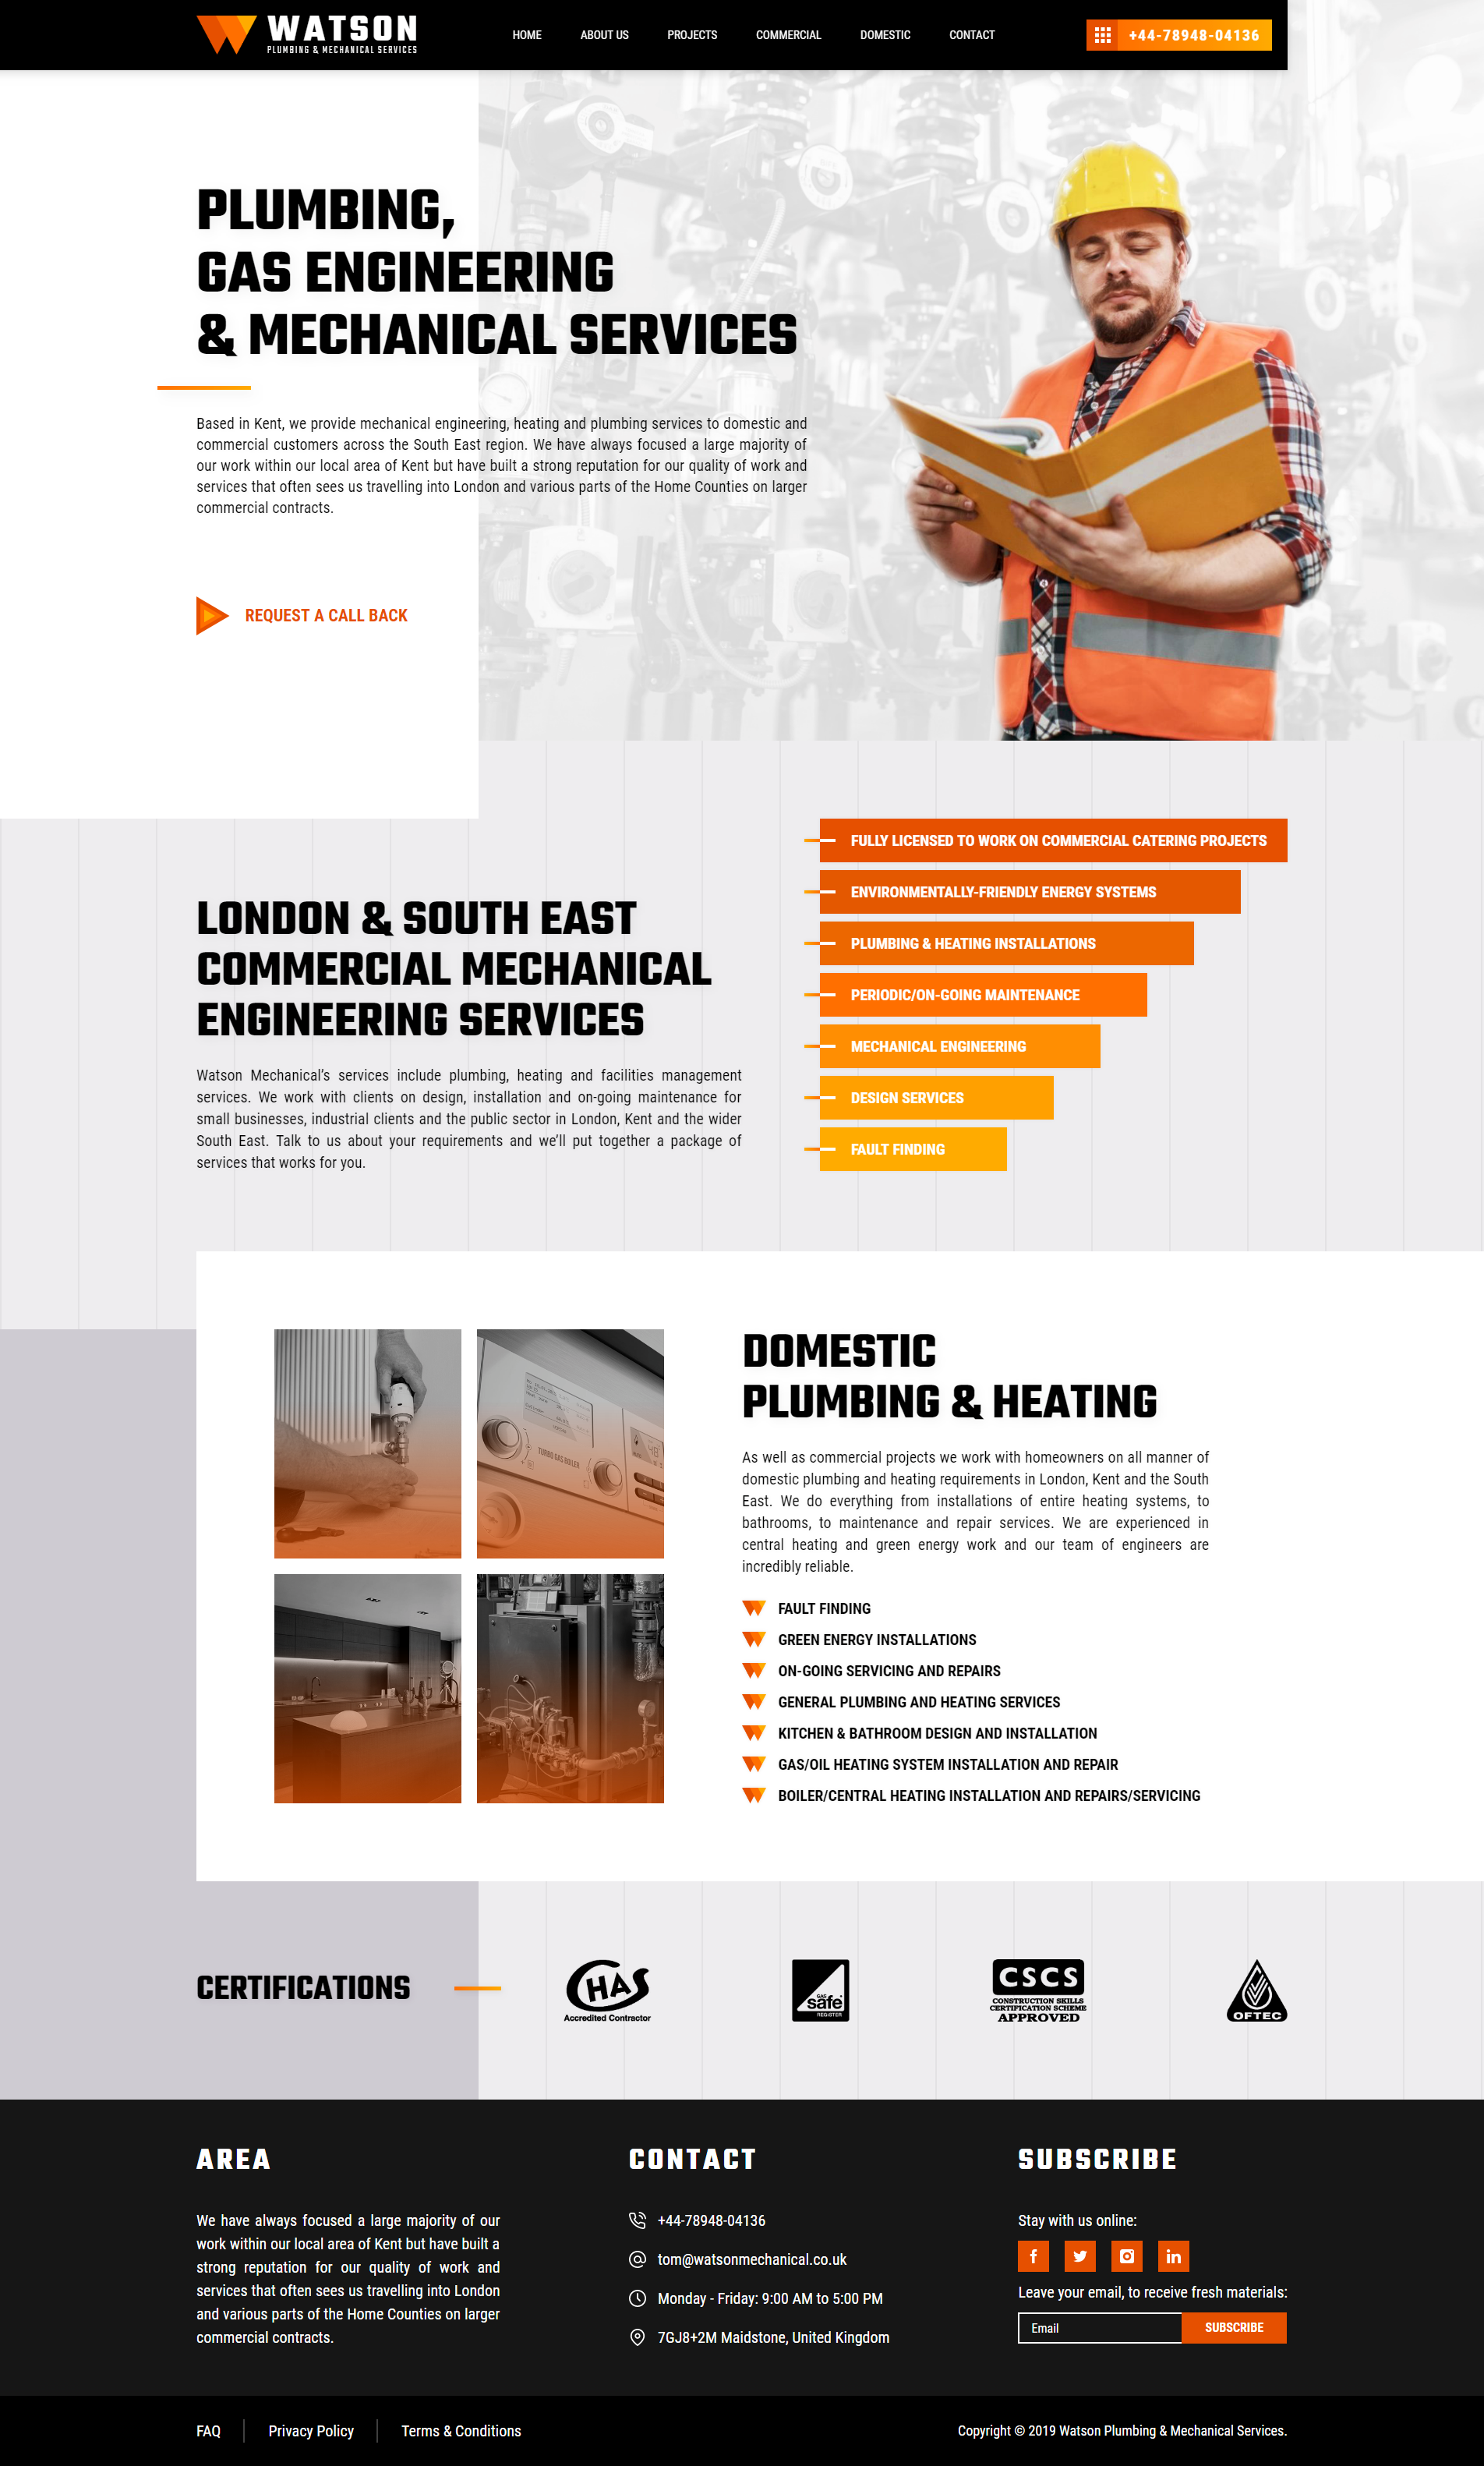 WATSON
PLUMBING & MECHANICAL SERVICES
HOME
ABOUT US
PROJECTS
COMMERCIAL
DOMESTIC
CONTACT
+44-78948-04136
PLUMBING,
GAS ENGINEERING
& MECHANICAL SERVICES
Based in Kent, we provide mechanical engineering, heating and plumbing services to domestic and
commercial customers across the South East region. We have always focused a large majority of
our work within our local area of Kent but have built a strong reputation for our quality of work and
services that often sees us travelling into London and various parts of the Home Counties on larger
commercial contracts.
REQUEST A CALL BACK
FULLY LICENSED TO WORK ON COMMERCIAL CATERING PROJECTS
ENVIRONMENTALLY-FRIENDLY ENERGY SYSTEMS
PLUMBING & HEATING INSTALLATIONS
PERIODIC/ON-GOING MAINTENANCE
MECHANICAL ENGINEERING
DESIGN SERVICES
FAULT FINDING
LONDON & SOUTH EAST
COMMERCIAL MECHANICAL
ENGINEERING SERVICES
Watson Mechanical’s services include plumbing, heating and facilities management
services. We work with clients on design, installation and on-going maintenance for
small businesses, industrial clients and the public sector in London, Kent and the wider
South East. Talk to us about your requirements and we’ll put together a package of
services that works for you.
TURBO GAS BOILER
DOMESTIC
PLUMBING & HEATING
As well as commercial projects we work with homeowners on all manner of
domestic plumbing and heating requirements in London, Kent and the South
East. We do everything from installations of entire heating systems, to
bathrooms, to maintenance and repair services. We are experienced in
central heating and green energy work and our team of engineers are
incredibly reliable.
FAULT FINDING
GREEN ENERGY INSTALLATIONS
ON-GOING SERVICING AND REPAIRS
GENERAL PLUMBING AND HEATING SERVICES
KITCHEN & BATHROOM DESIGN AND INSTALLATION
GAS/OIL HEATING SYSTEM INSTALLATION AND REPAIR
BOILER/CENTRAL HEATING INSTALLATION AND REPAIRS/SERVICING
CERTIFICATIONS
CHAS
Accredited Contractor
GAS
safe
REGISTER
CSCS
CONSTRUCTION SKILLS
CERTIFICATION SCHEME
APPROVED
OFTEC
AREA
We have always focused a large majority of our
work within our local area of Kent but have built a
strong reputation for our quality of work and
services that often sees us travelling into London
and various parts of the Home Counties on larger
commercial contracts.
CONTACT
+44-78948-04136
tom@watsonmechanical.co.uk
Monday - Friday: 9:00 AM to 5:00 PM
7GJ8+2M Maidstone, United Kingdom
SUBSCRIBE
Stay with us online:
Leave your email, to receive fresh materials:
Email
SUBSCRIBE
FAQ
Privacy Policy
Terms & Conditions
Copyright © 2019 Watson Plumbing & Mechanical Services.